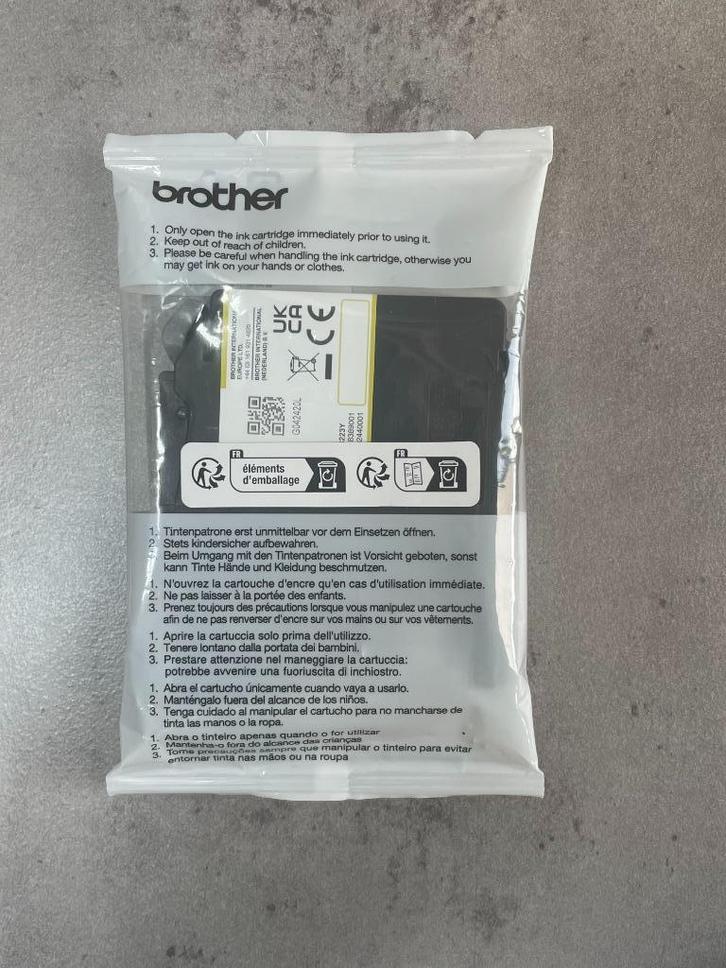 brother
1. Only open the ink cartridge immediately prior to using it.
2. Keep out of reach of children.
3. Please be careful when handling the ink cartridge, otherwise you
may get ink on your hands or clothes.
BROTHER INTERNATIONAL
EUROPE LTD.
BROTHER INTERNATIONAL
(NEDERLAND) B.V.
UK
CA
CE
G042420L
223Y
2440001
FR
éléments
d'emballage
FR
1. Tintenpatrone erst unmittelbar vor dem Einsetzen öffnen.
2. Stets kindersicher aufbewahren.
3. Beim Umgang mit den Tintenpatronen ist Vorsicht geboten, sonst
kann Tinte Hände und Kleidung beschmutzen.
1. N'ouvrez la cartouche d'encre qu'en cas d'utilisation immédiate.
2. Ne pas laisser à la portée des enfants.
3. Prenez toujours des précautions lorsque vous manipulez une cartouche
afin de ne pas renverser d'encre sur vos mains ou sur vos vêtements.
1. Aprire la cartuccia solo prima dell'utilizzo.
2. Tenere lontano dalla portata dei bambini.
3. Prestare attenzione nel maneggiare la cartuccia:
potrebbe avvenire una fuoriuscita di inchiostro.
1. Abra el cartucho únicamente cuando vaya a usarlo.
2. Manténgalo fuera del alcance de los niños.
3. Tenga cuidado al manipular el cartucho para no mancharse de
tinta las manos o la ropa.
1. Abra o tinteiro apenas quando o for utilizar
2. Mantenha-o fora do alcance das crianças
3. Tome precauções sempre que manipular o tinteiro para evitar
entornar tinta nas mãos ou na roupa